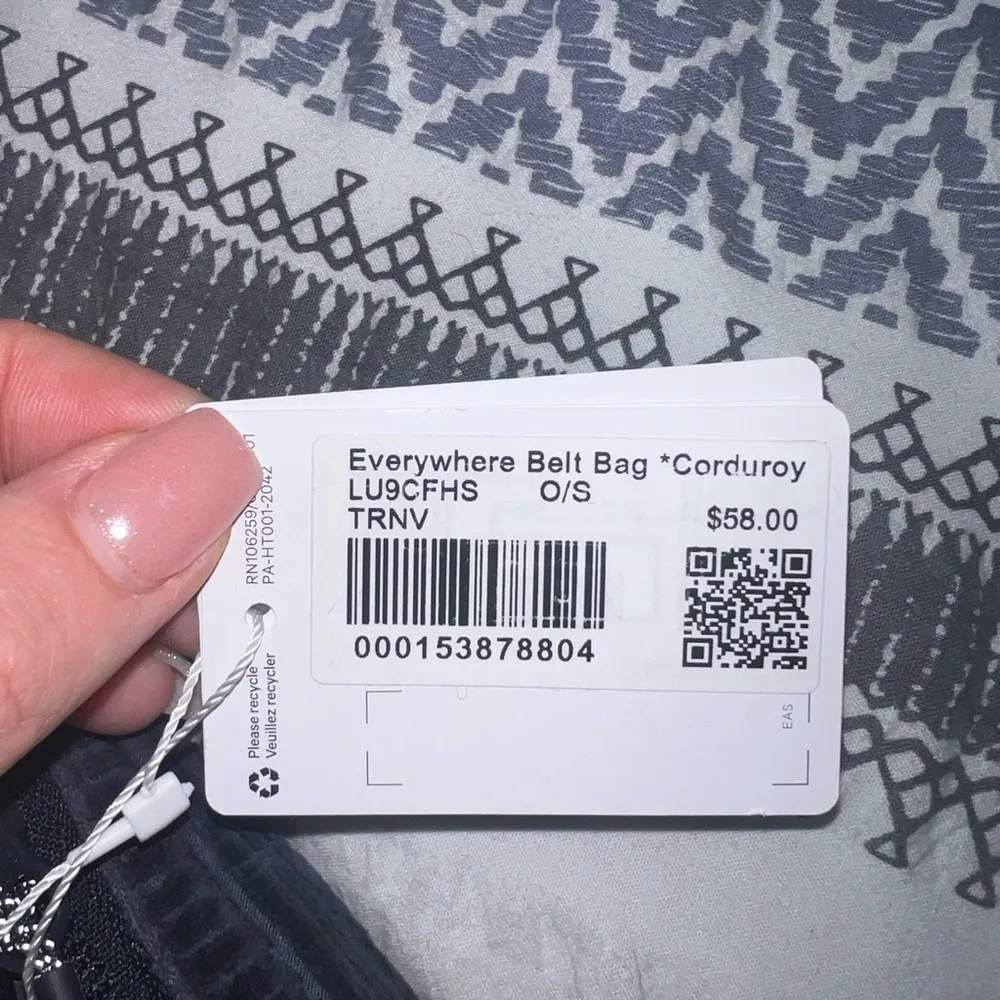 Everywhere Belt Bag *Corduroy
LU9CFHS O/S
TRNV $58.00
000153878804
PA-HT001-2042
Please recycle
Veuillez recycler
EAS